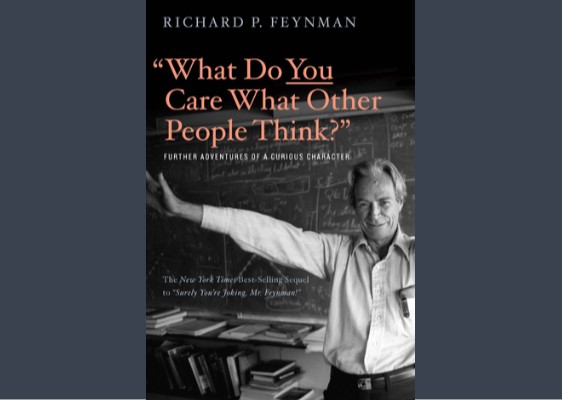 RICHARD P. FEYNMAN
“What Do You
Care What Other
People Think?”
FURTHER ADVENTURES OF A CURIOUS CHARACTER
The New York Times Best-Selling Sequel
to “Surely You’re Joking, Mr. Feynman!”